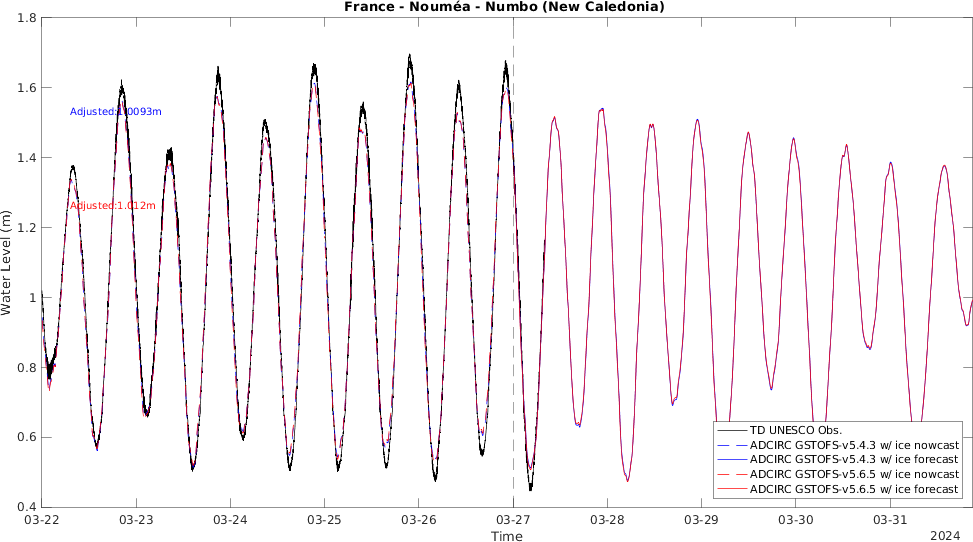 France - Nouméa - Numbo (New Caledonia)
1.8
1.6
1.4
1.2
1
0.8
0.6
0.4
Water Level (m)
Adjusted:1.0093m
Adjusted:1.012m
TD UNESCO Obs.
ADCIRC GSTOFS-v5.4.3 w/ ice nowcast
ADCIRC GSTOFS-v5.4.3 w/ ice forecast
ADCIRC GSTOFS-v5.6.5 w/ ice nowcast
ADCIRC GSTOFS-v5.6.5 w/ ice forecast
03-22 03-23 03-24 03-25 03-26 03-27 03-28 03-29 03-30 03-31
Time
2024